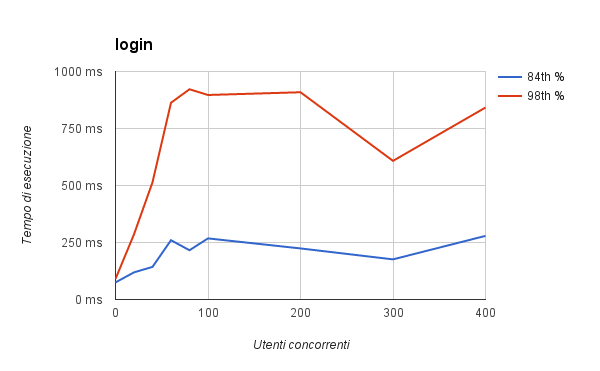 login
1000 ms
750 ms
500 ms
250 ms
0 ms
0 100 200 300 400
Tempo di esecuzione
Utenti concorrenti
84th %
98th %